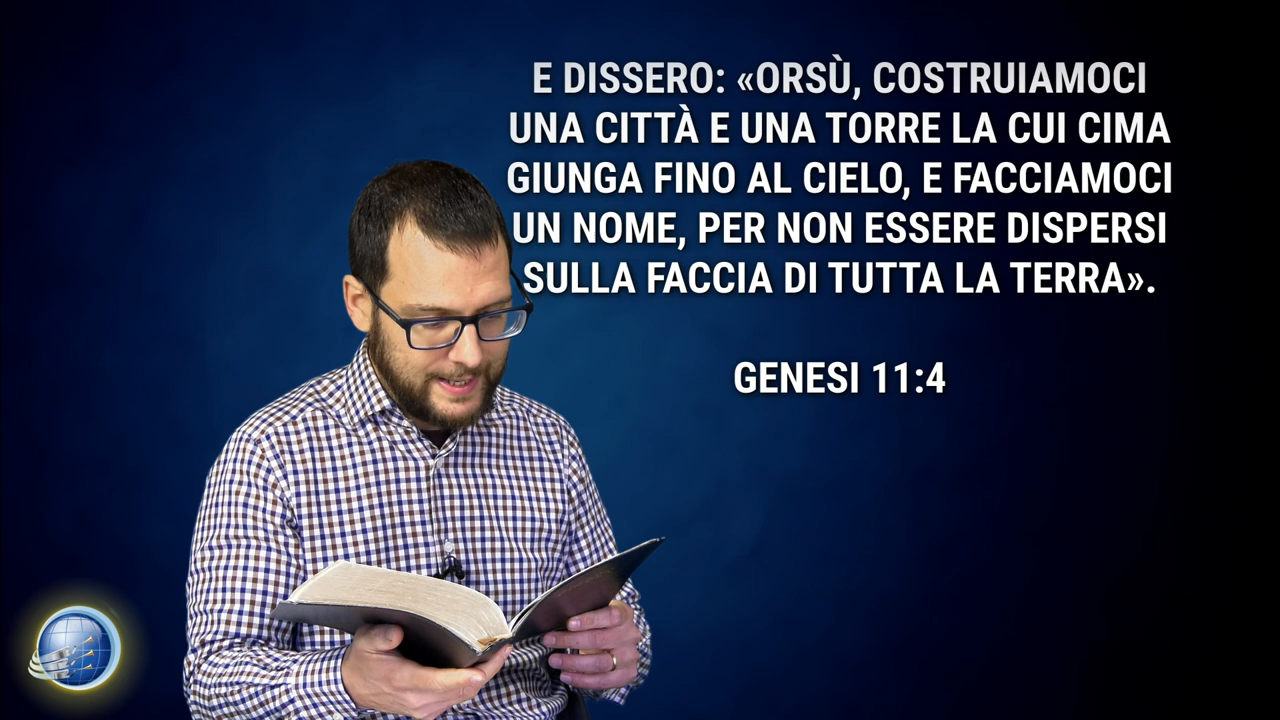 E DISSERO: «ORSÙ, COSTRUIAMOCI
UNA CITTÀ E UNA TORRE LA CUI CIMA
GIUNGA FINO AL CIELO, E FACCIAMOCI
UN NOME, PER NON ESSERE DISPERSI
SULLA FACCIA DI TUTTA LA TERRA».
GENESI 11:4